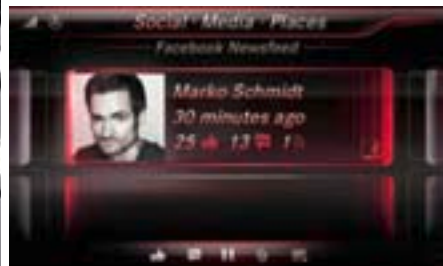 Social · Media · Places
Facebook Newsfeed
Marko Schmidt
30 minutes ago
25 13 1